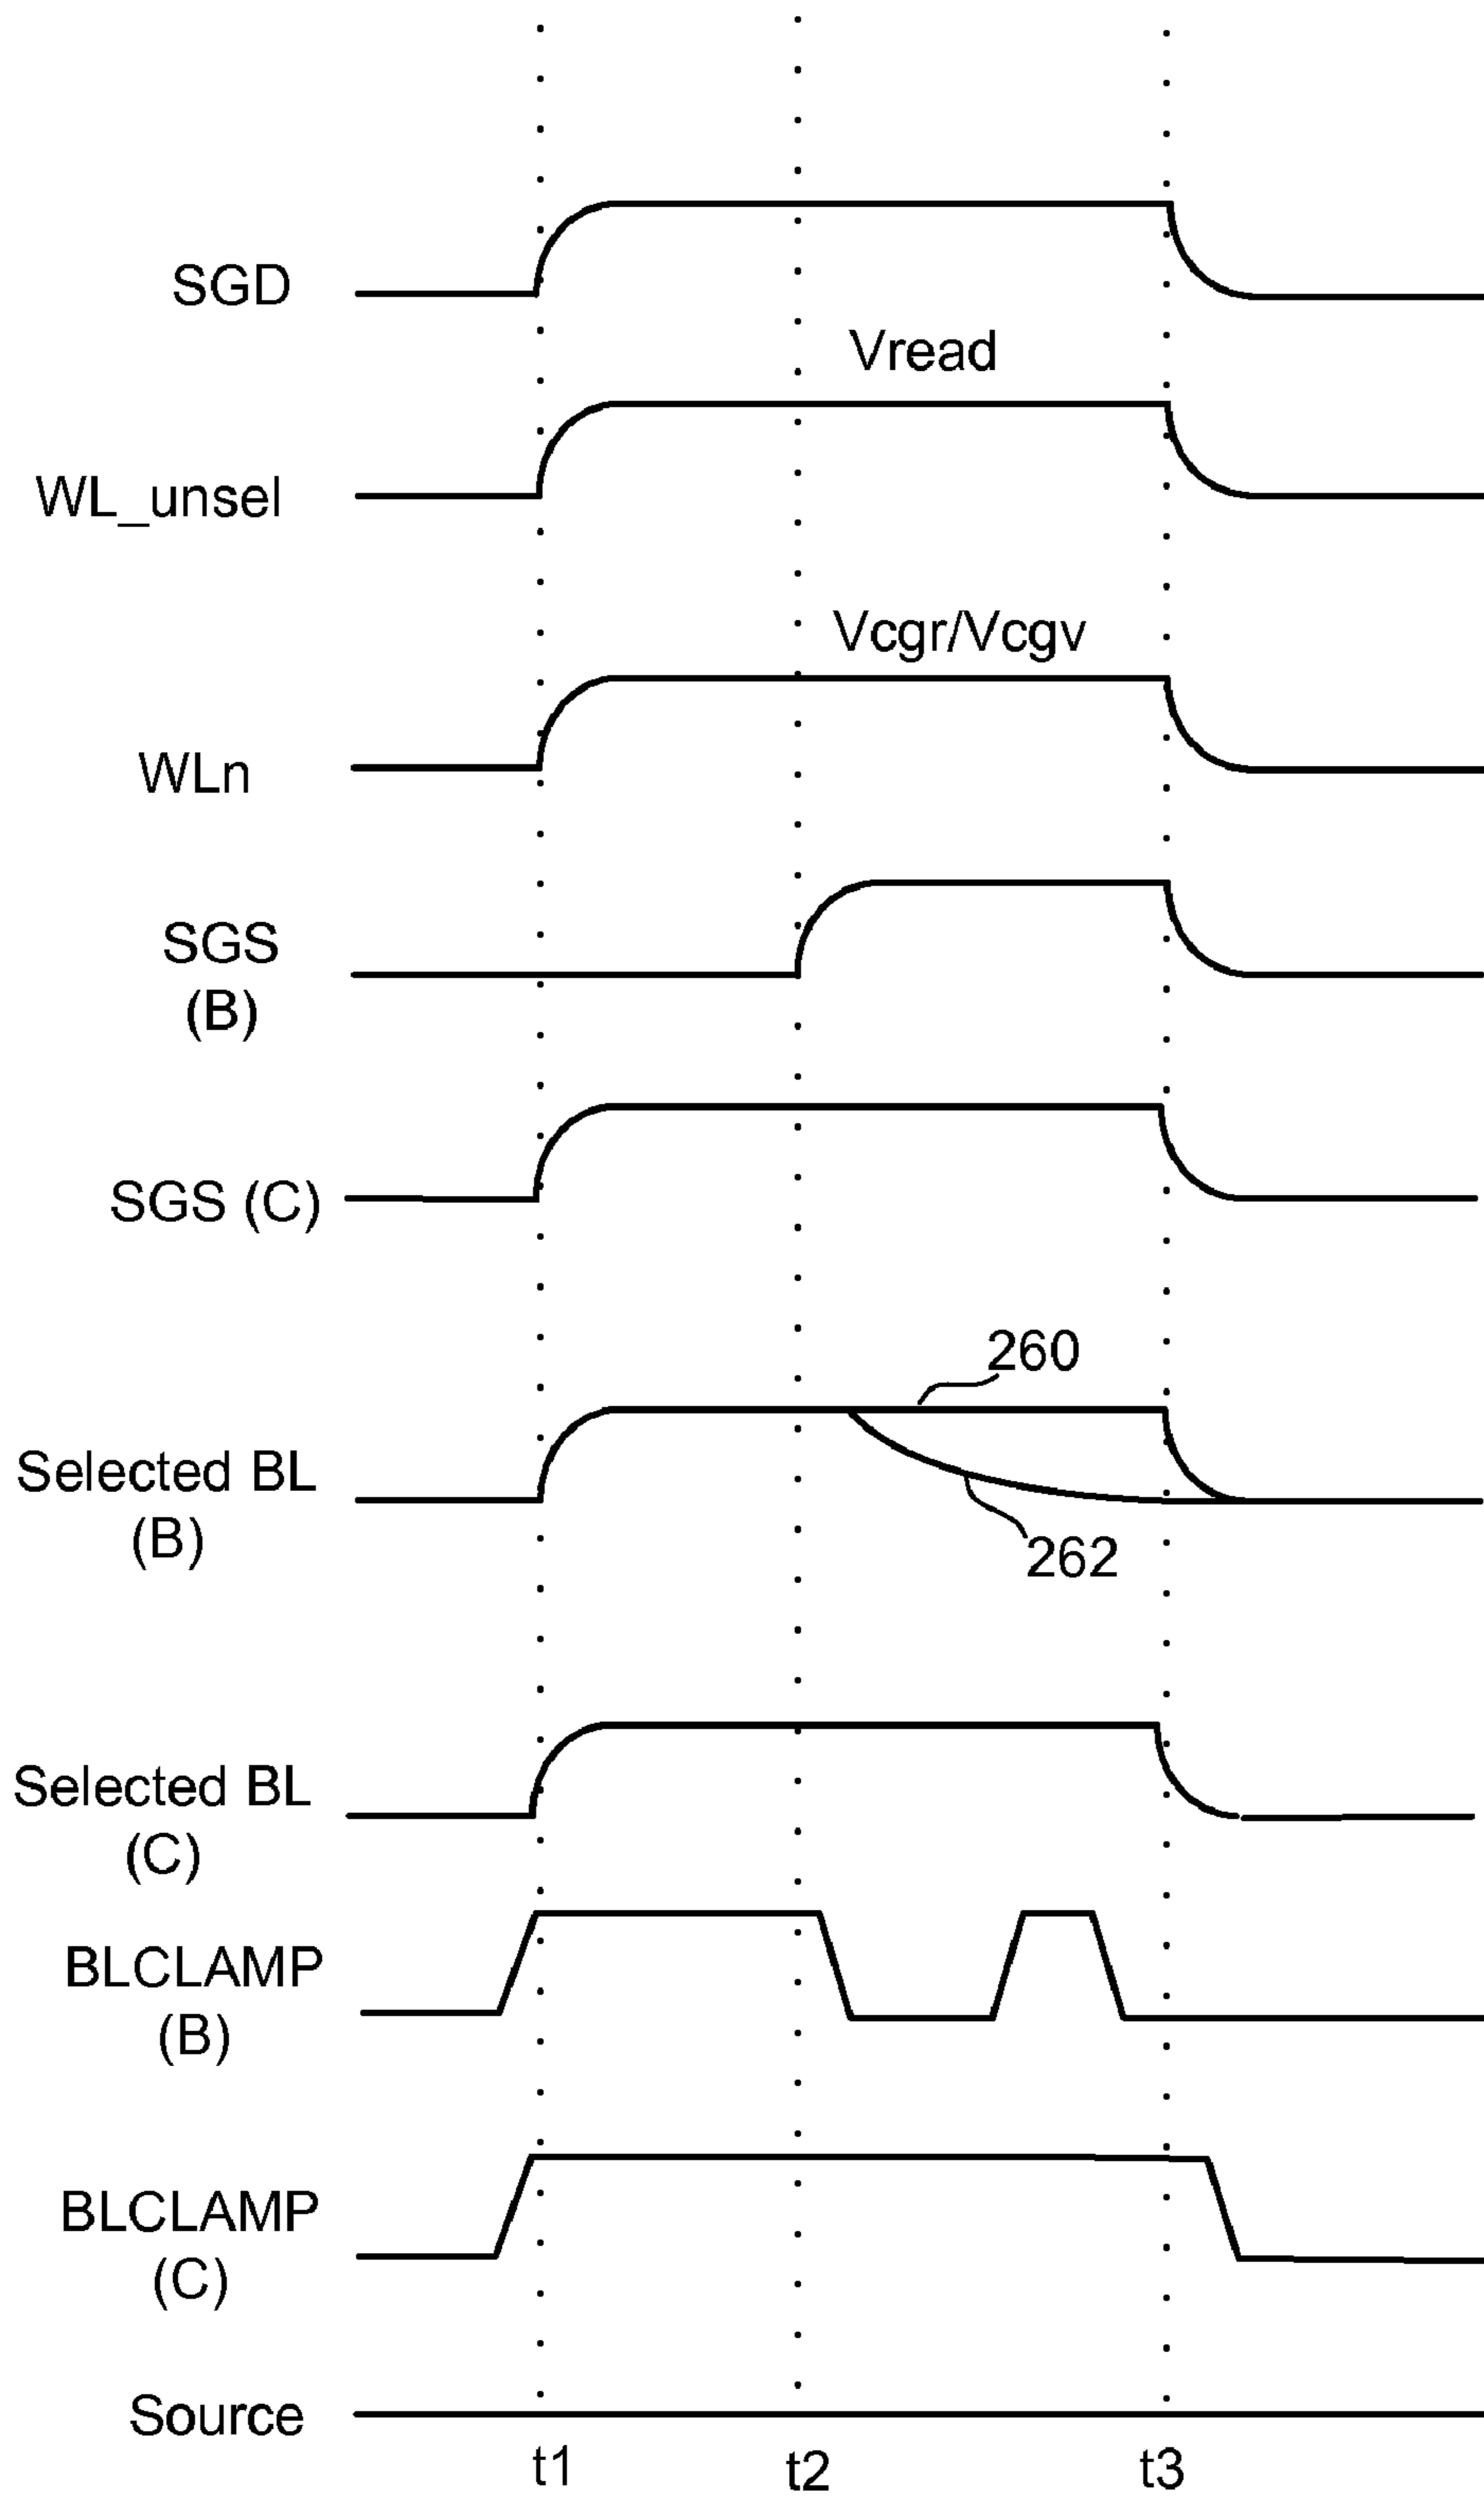 SGD
Vread
WL_unsel
Vcgr/Vcgv
WLn
SGS
(B)
SGS (C)
260
Selected BL
(B)
262
Selected BL
(C)
BLCLAMP
(B)
BLCLAMP
(C)
Source
t1 t2 t3